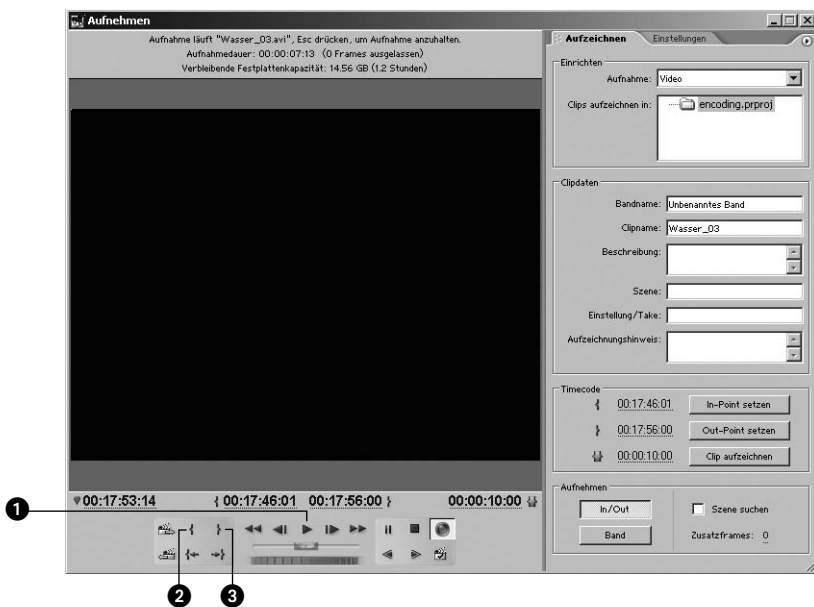 Aufnehmen
Aufnahme läuft "Wasser_03.avi", Esc drücken, um Aufnahme anzuhalten.
Aufnahmedauer: 00:00:07:13 (0 Frames ausgelassen)
Verbleibende Festplattenkapazität: 14.56 GB (1.2 Stunden)
Aufzeichnen
Einstellungen
Einrichten
Aufnahme: Video
Clips aufzeichnen in: encoding.prproj
Clipdaten
Bandname: Unbenanntes Band
Clipname: Wasser_03
Beschreibung:
Szene:
Einstellung/Take:
Aufzeichnungshinweis:
Timecode
{ 00:17:46:01 In-Point setzen
} 00:17:56:00 Out-Point setzen
{} 00:00:10:00 Clip aufzeichnen
Aufnehmen
In/Out Szene suchen
Band Zusatzframes: 0
00:17:53:14 { 00:17:46:01 00:17:56:00 } 00:00:10:00 {}
1
2 3